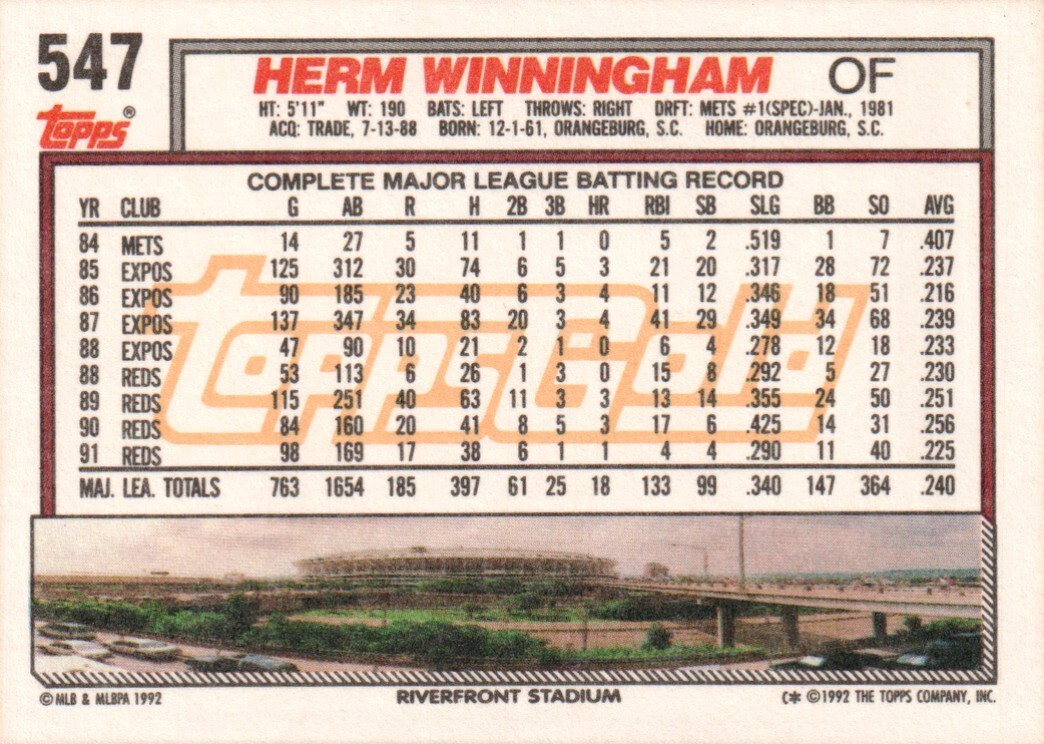 547
HERM WINNINGHAM OF
topps®
HT: 5'11" WT: 190 BATS: LEFT THROWS: RIGHT DRFT: METS #1(SPEC)-JAN., 1981
ACQ: TRADE, 7-13-88 BORN: 12-1-61, ORANGEBURG, S.C. HOME: ORANGEBURG, S.C.
COMPLETE MAJOR LEAGUE BATTING RECORD
YR CLUB G AB R H 2B 3B HR RBI SB SLG BB SO AVG
84 METS 14 27 5 11 1 1 0 5 2 .519 1 7 .407
85 EXPOS 125 312 30 74 6 5 3 21 20 .317 28 72 .237
86 EXPOS 90 185 23 40 6 3 4 11 12 .346 18 51 .216
87 EXPOS 137 347 34 83 20 3 4 41 29 .349 34 68 .239
88 EXPOS 47 90 10 21 2 1 0 6 4 .278 12 18 .233
88 REDS 53 113 6 26 1 3 0 15 8 .292 5 27 .230
89 REDS 115 251 40 63 11 3 3 13 14 .355 24 50 .251
90 REDS 84 160 20 41 8 5 3 17 6 .425 14 31 .256
91 REDS 98 169 17 38 6 1 1 4 4 .290 11 40 .225
MAJ. LEA. TOTALS 763 1654 185 397 61 25 18 133 99 .340 147 364 .240
toppsGold
©MLB & MLBPA 1992 RIVERFRONT STADIUM C* ©1992 THE TOPPS COMPANY, INC.